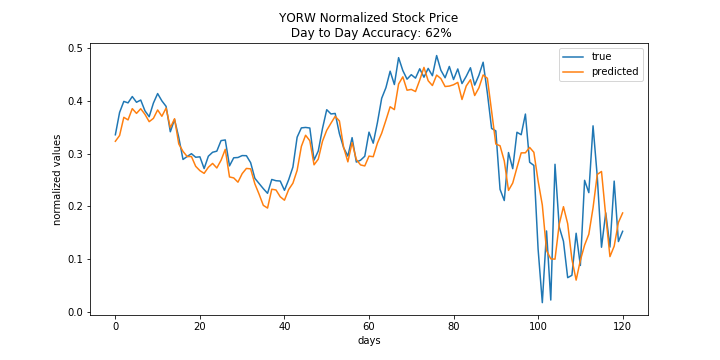 YORW Normalized Stock Price
Day to Day Accuracy: 62%
true
predicted
normalized values
0.5
0.4
0.3
0.2
0.1
0.0
0 20 40 60 80 100 120
days